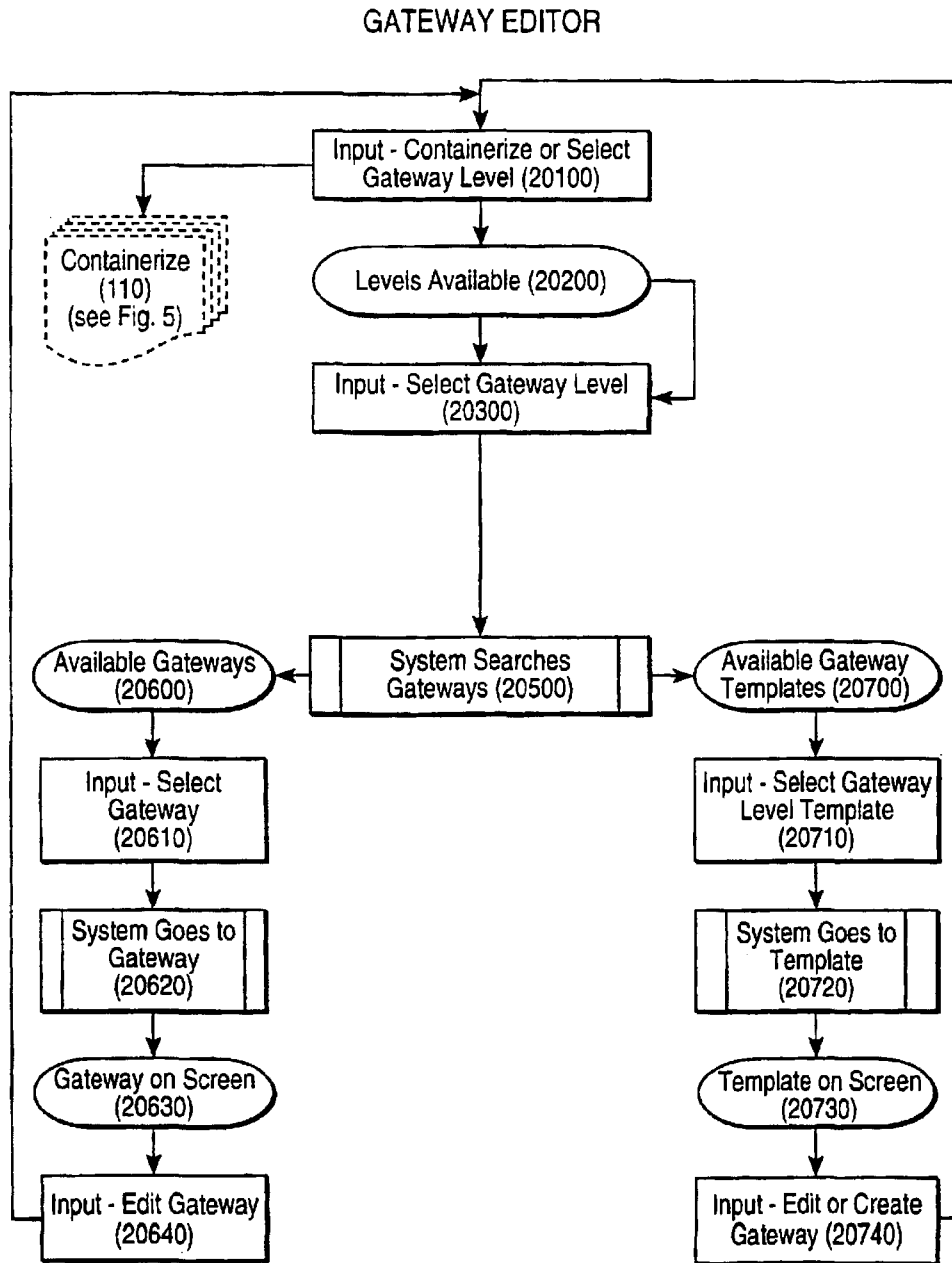 GATEWAY EDITOR
Input - Containerize or Select
Gateway Level (20100)
Containerize
(110)
(see Fig. 5)
Levels Available (20200)
Input - Select Gateway Level
(20300)
System Searches
Gateways (20500)
Available Gateways
(20600)
Input - Select
Gateway
(20610)
System Goes to
Gateway
(20620)
Gateway on Screen
(20630)
Input - Edit Gateway
(20640)
Available Gateway
Templates (20700)
Input - Select Gateway
Level Template
(20710)
System Goes to
Template
(20720)
Template on Screen
(20730)
Input - Edit or Create
Gateway (20740)